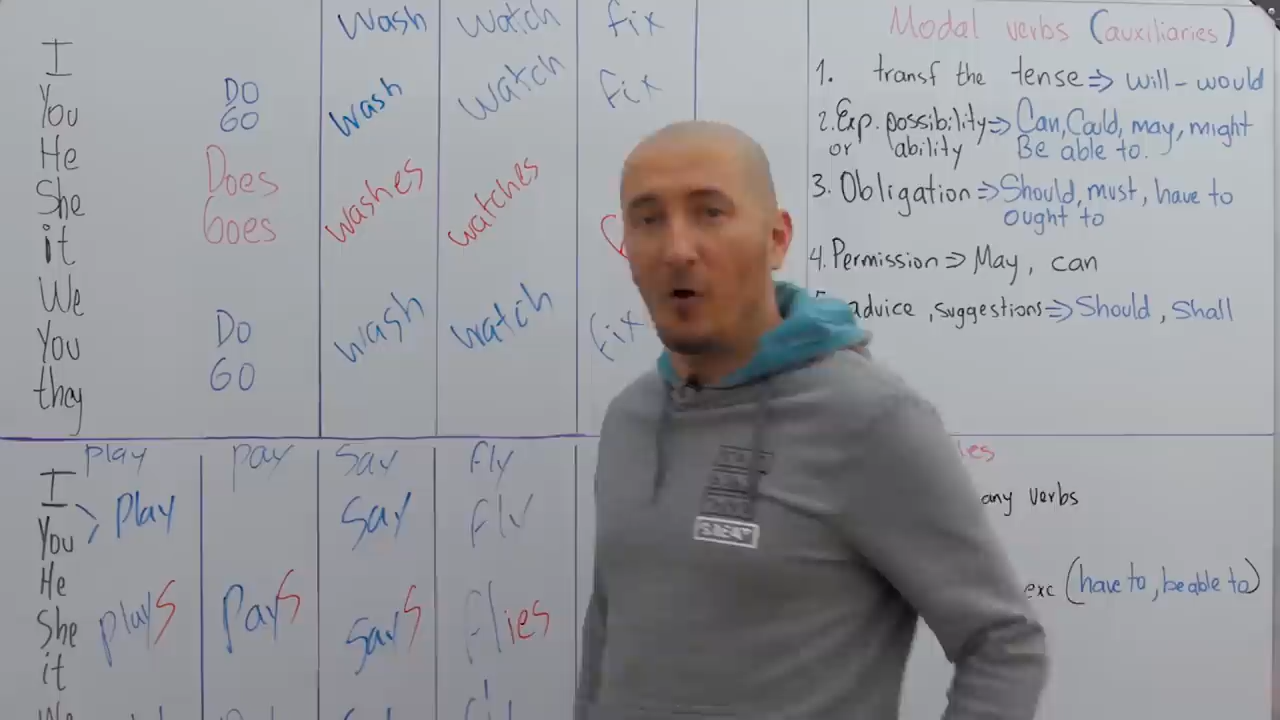 Wash Watch fix
I
You DO wash watch fix
GO
He Does washes watches
She Goes
it
We
You DO wash watch fix
they GO
play pay Say fly
I
You play Say fly
He
She plays Pays Says flies
it
We
Modal verbs (auxiliaries)
1. transf the tense ⇒ will - would
2. Exp. possibility ⇒ Can, Could, may, might
or ability Be able to.
3. Obligation ⇒ Should, must, have to
ought to
4. Permission ⇒ May, can
advice, suggestions ⇒ Should, Shall
any verbs
exc (have to, be able to)